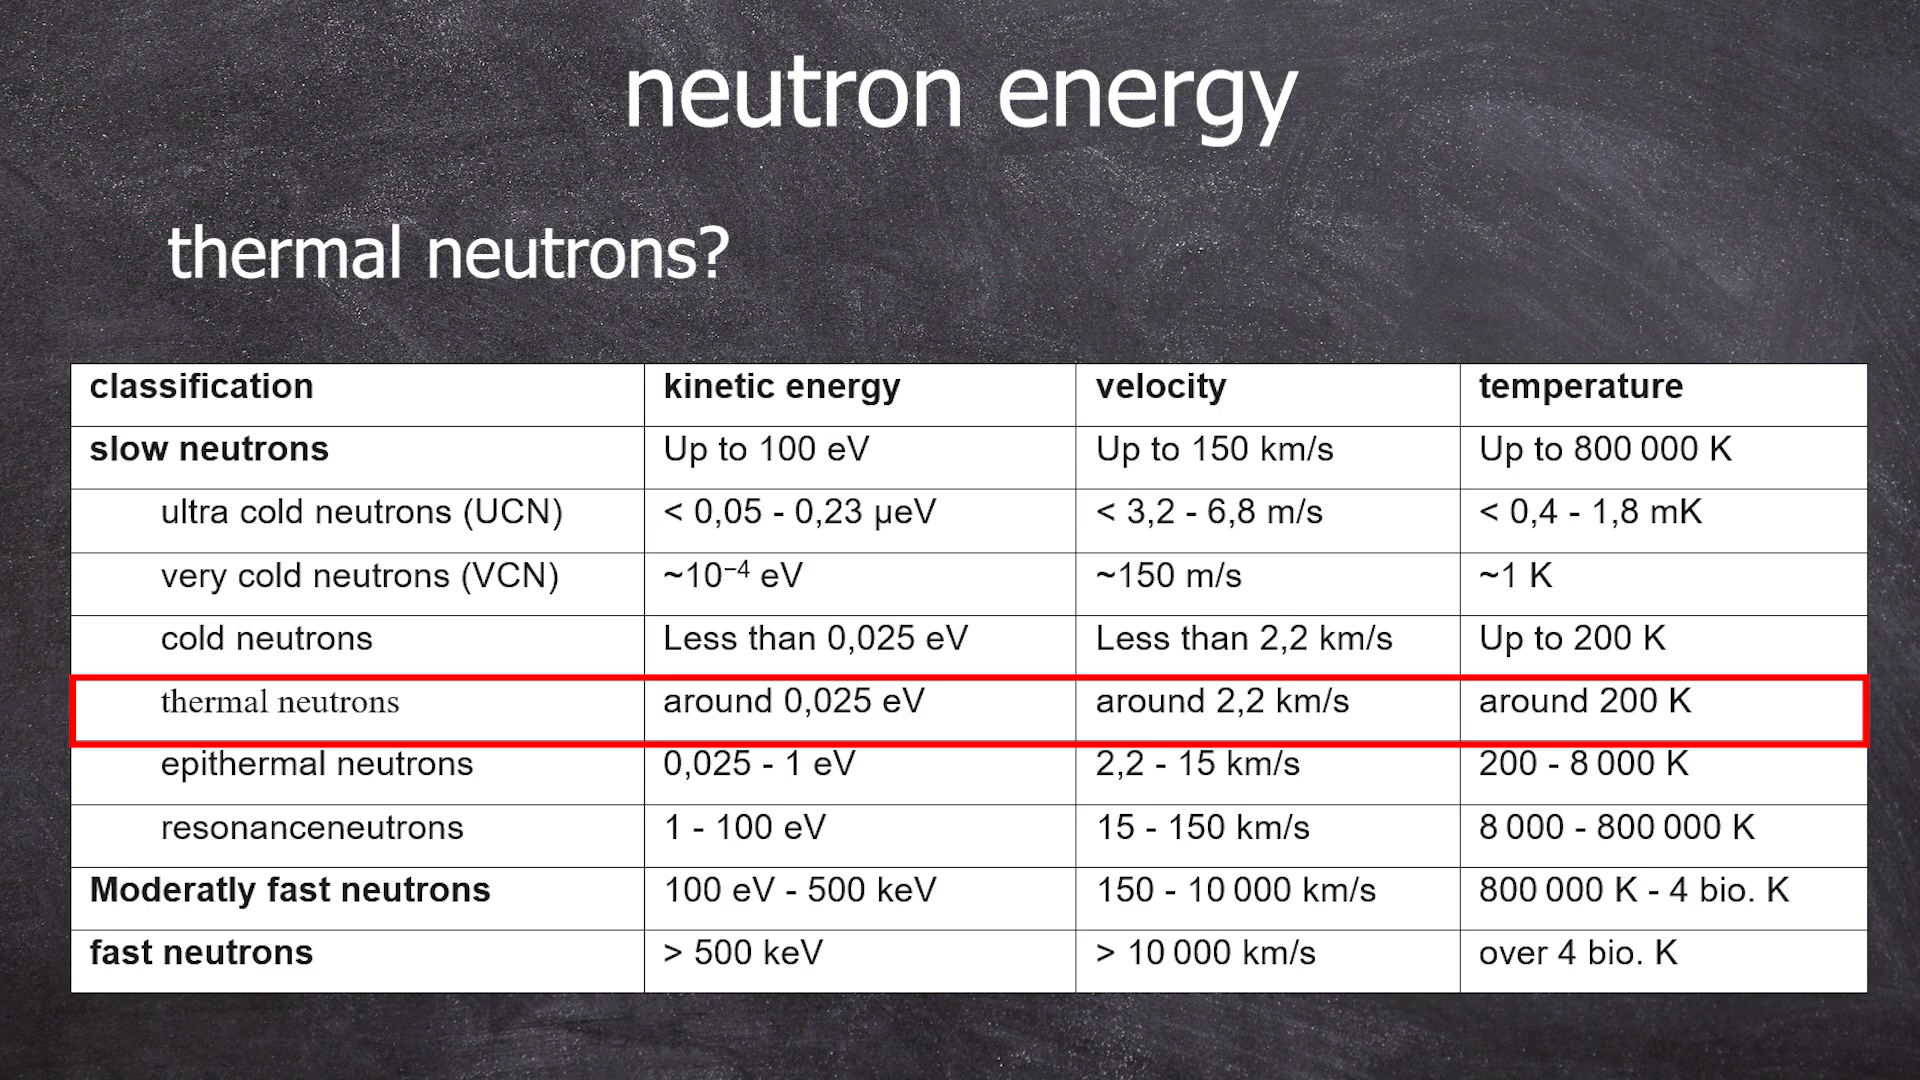 neutron energy
thermal neutrons?
classification kinetic energy velocity temperature
slow neutrons Up to 100 eV Up to 150 km/s Up to 800 000 K
ultra cold neutrons (UCN) < 0,05 - 0,23 µeV < 3,2 - 6,8 m/s < 0,4 - 1,8 mK
very cold neutrons (VCN) ~10⁻⁴ eV ~150 m/s ~1 K
cold neutrons Less than 0,025 eV Less than 2,2 km/s Up to 200 K
thermal neutrons around 0,025 eV around 2,2 km/s around 200 K
epithermal neutrons 0,025 - 1 eV 2,2 - 15 km/s 200 - 8 000 K
resonanceneutrons 1 - 100 eV 15 - 150 km/s 8 000 - 800 000 K
Moderatly fast neutrons 100 eV - 500 keV 150 - 10 000 km/s 800 000 K - 4 bio. K
fast neutrons > 500 keV > 10 000 km/s over 4 bio. K